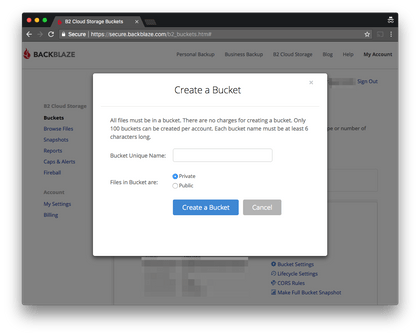 B2 Cloud Storage Buckets
Secure https://secure.backblaze.com/b2_buckets.htm#
BACKBLAZE
Personal Backup Business Backup B2 Cloud Storage Blog Help My Account
Sign Out
Create a Bucket
All files must be in a bucket. There are no charges for creating a bucket. Only
100 buckets can be created per account. Each bucket name must be at least 6
characters long.
Bucket Unique Name:
Files in Bucket are:
Private
Public
Create a Bucket Cancel
B2 Cloud Storage
Buckets
Browse Files
Snapshots
Reports
Caps & Alerts
Fireball
Account
My Settings
Billing
pe or number of
Bucket Settings
Lifecycle Settings
CORS Rules
Make Full Bucket Snapshot